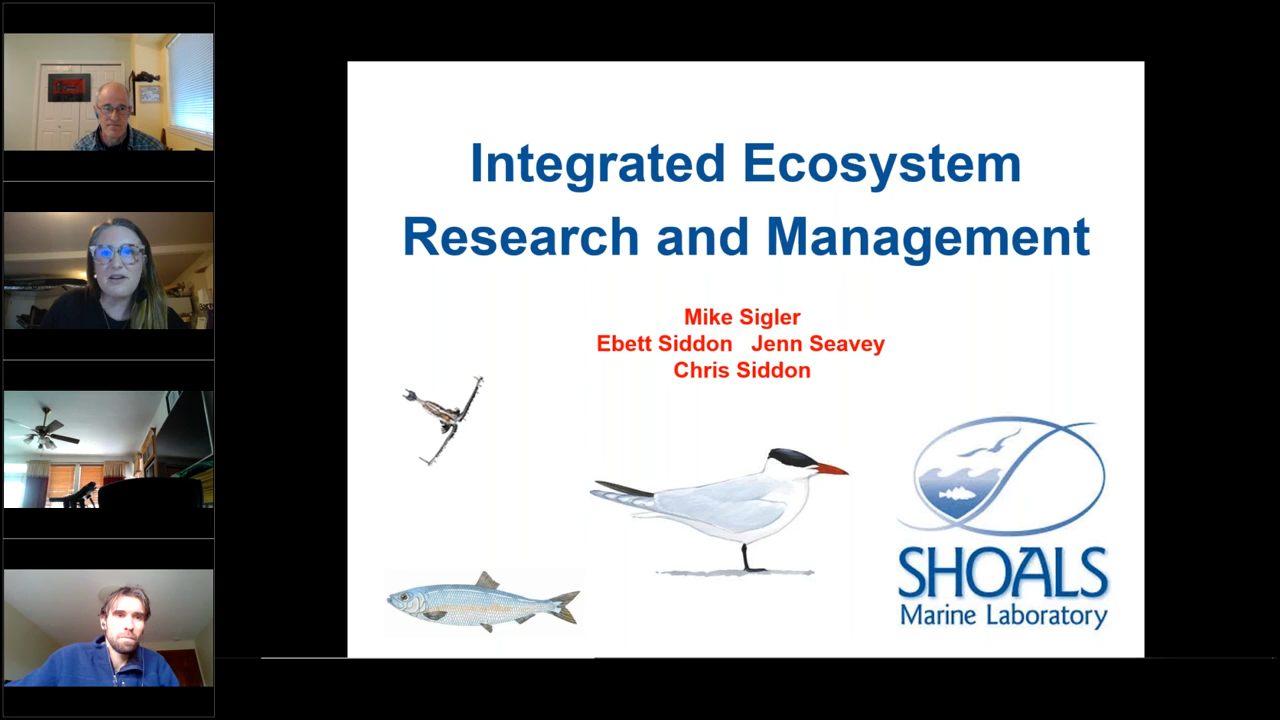 Integrated Ecosystem
Research and Management
Mike Sigler
Ebett Siddon Jenn Seavey
Chris Siddon
SHOALS
Marine Laboratory